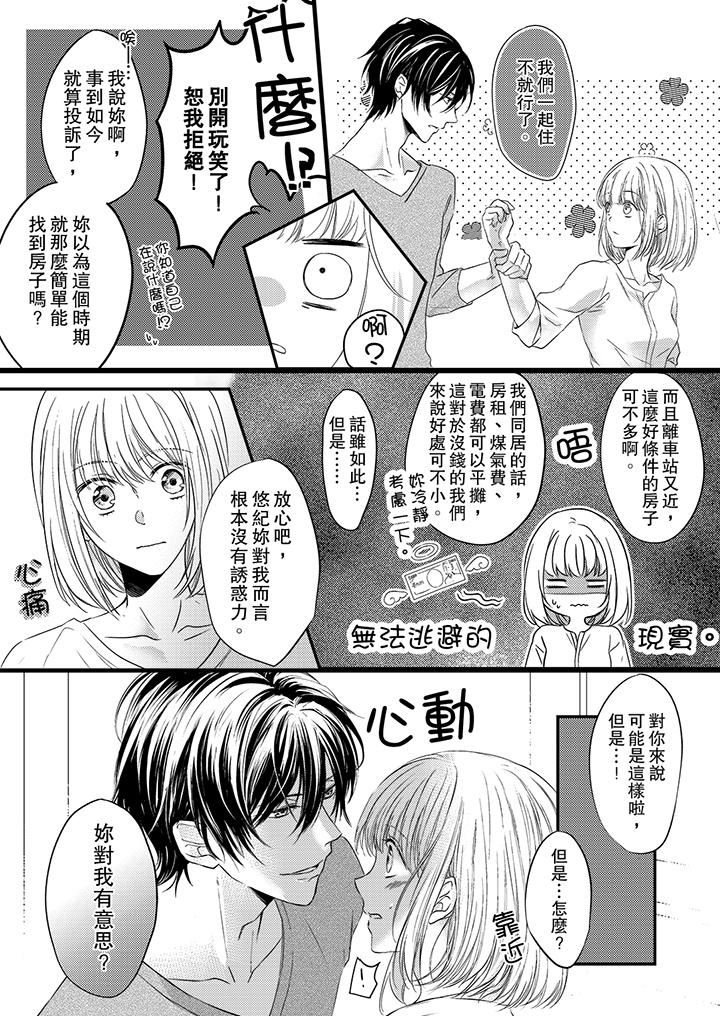 我們一起住
不就行了。
什麼!?
啊?
別開玩笑了！
恕我拒絕！
你知道自己
在說什麼嗎!?
唉——
我說妳啊，
事到如今
就算投訴了，
妳以為這個時期
就那麼簡單能
找到房子嗎？
而且離車站又近，
這麼好條件的房子
可不多啊。
唔
我們同居的話，
房租、煤氣費、
電費都可以平攤，
這對於沒錢的我們
來說好處可不小。
妳冷靜
考慮一下。
無法逃避的
現實。
話雖如此…
但是……
放心吧，
悠紀妳對我而言
根本沒有誘惑力。
心痛
對你來說
可能是這樣啦，
但是…！
但是…怎麼？
靠近
心動
！
妳對我有意思？